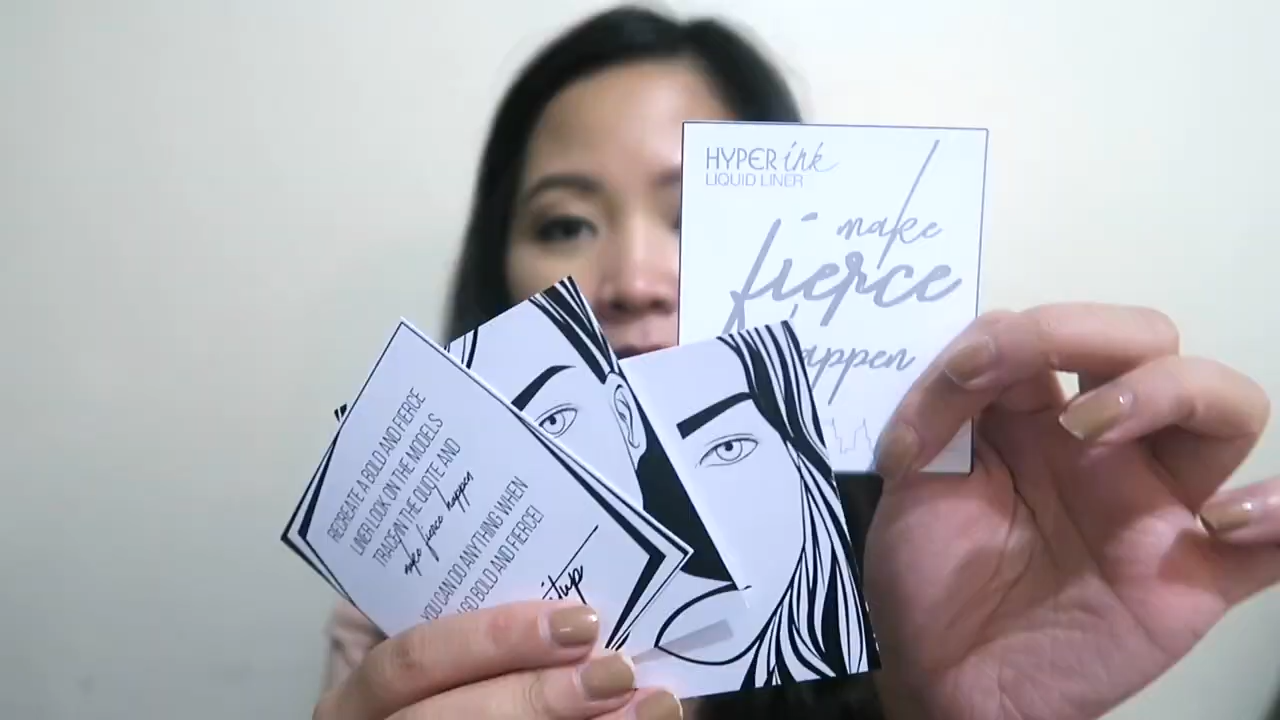 HYPER ink
LIQUID LINER
make
fierce
appen
RECREATE A BOLD AND FIERCE
LINER LOOK ON THE MODELS
TRACE IN THE QUOTE AND
make fierce happen
YOU CAN DO ANYTHING WHEN
GO BOLD AND FIERCE!